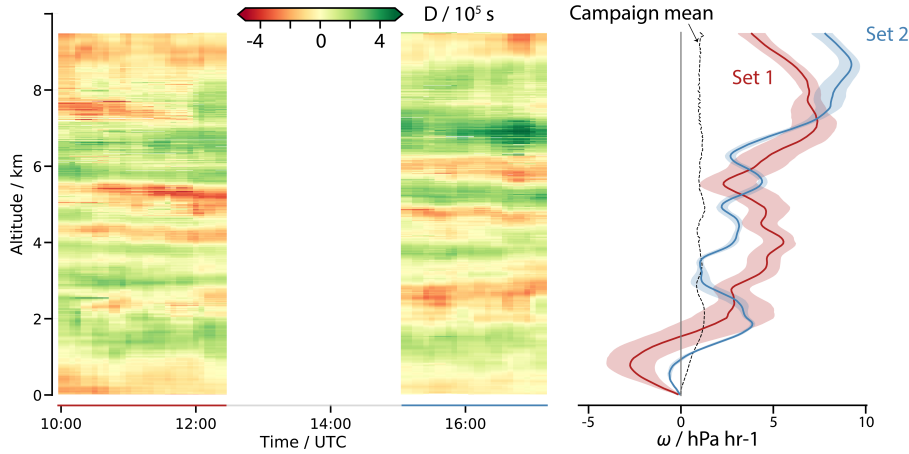 D / 10⁵ s
Campaign mean
-4 0 4
Set 2
Set 1
8
6
4
2
0
Altitude / km
10:00 12:00 14:00 16:00
Time / UTC
-5 0 5 10
ω / hPa hr-1